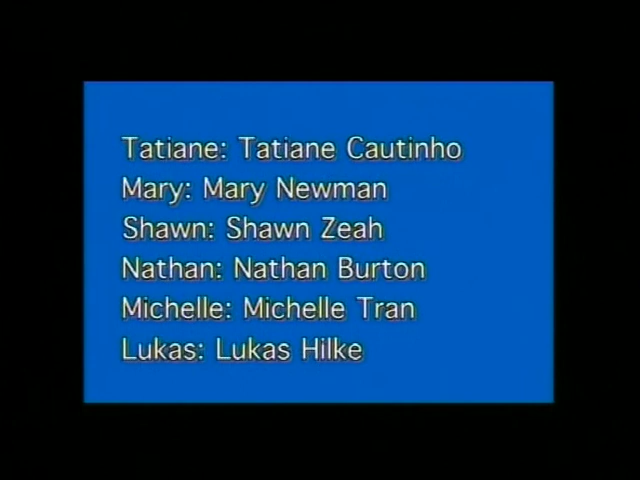 Tatiane: Tatiane Cautinho
Mary: Mary Newman
Shawn: Shawn Zeah
Nathan: Nathan Burton
Michelle: Michelle Tran
Lukas: Lukas Hilke